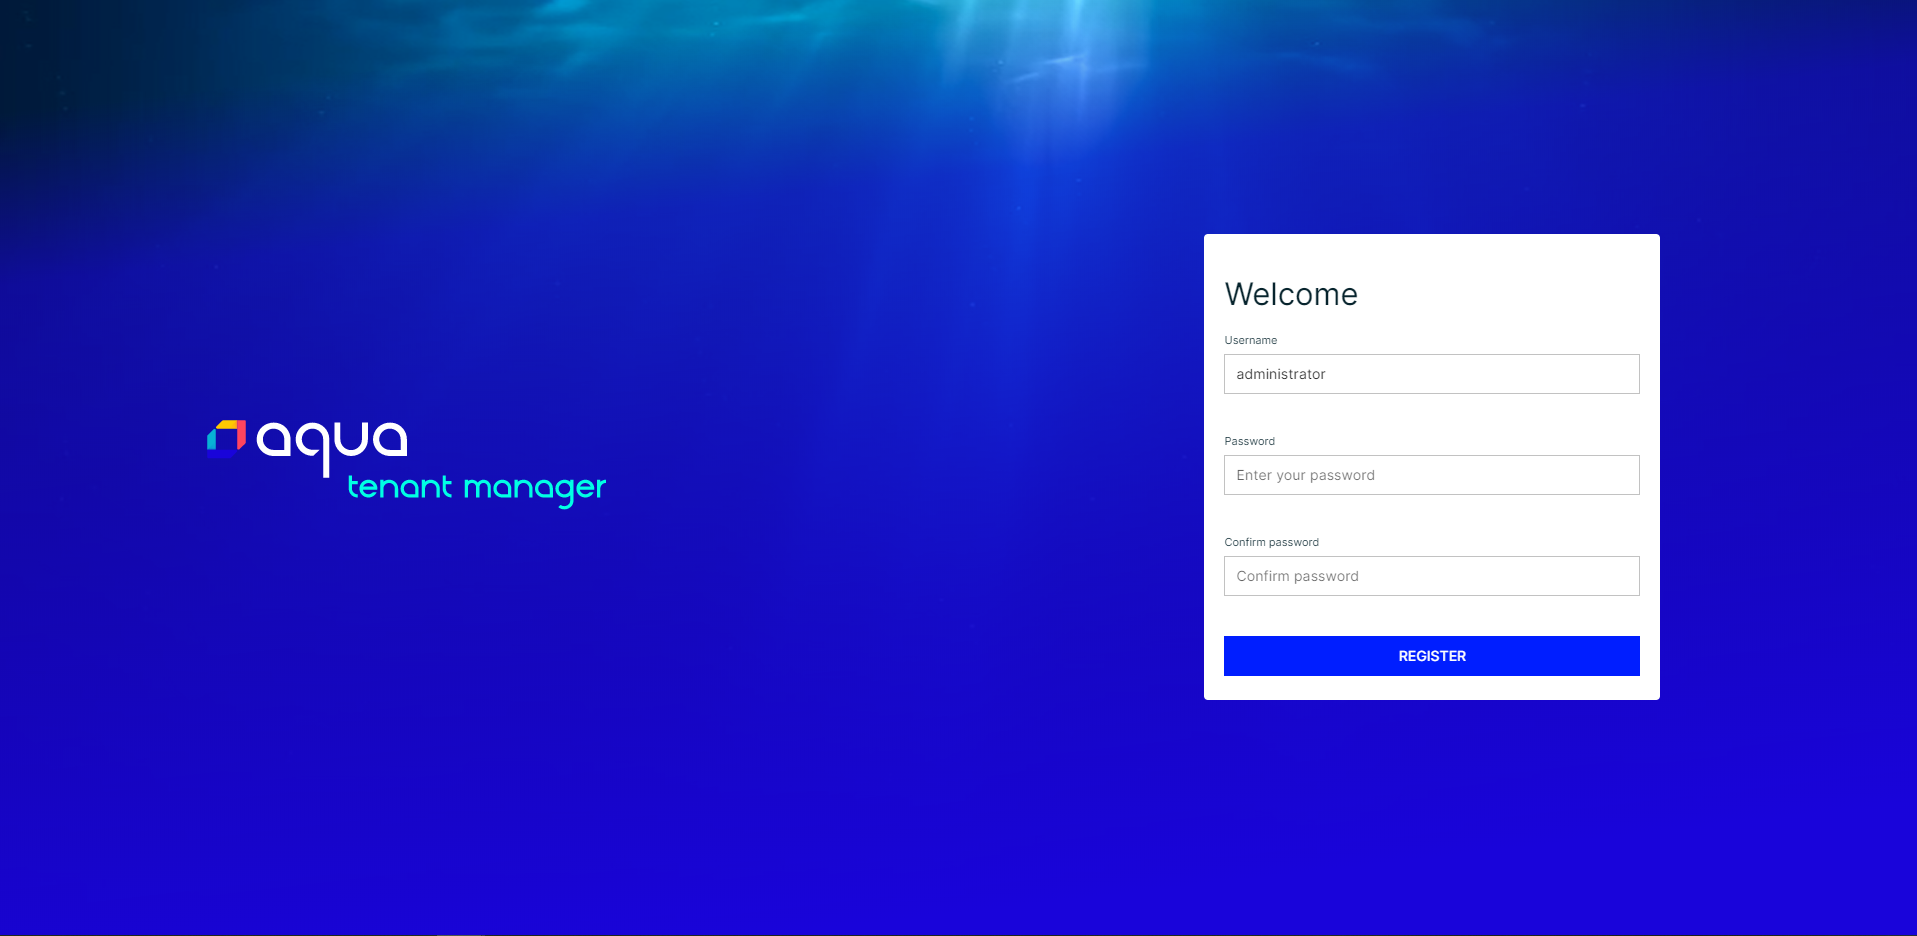 aqua
tenant manager
Welcome
Username
administrator
Password
Enter your password
Confirm password
Confirm password
REGISTER